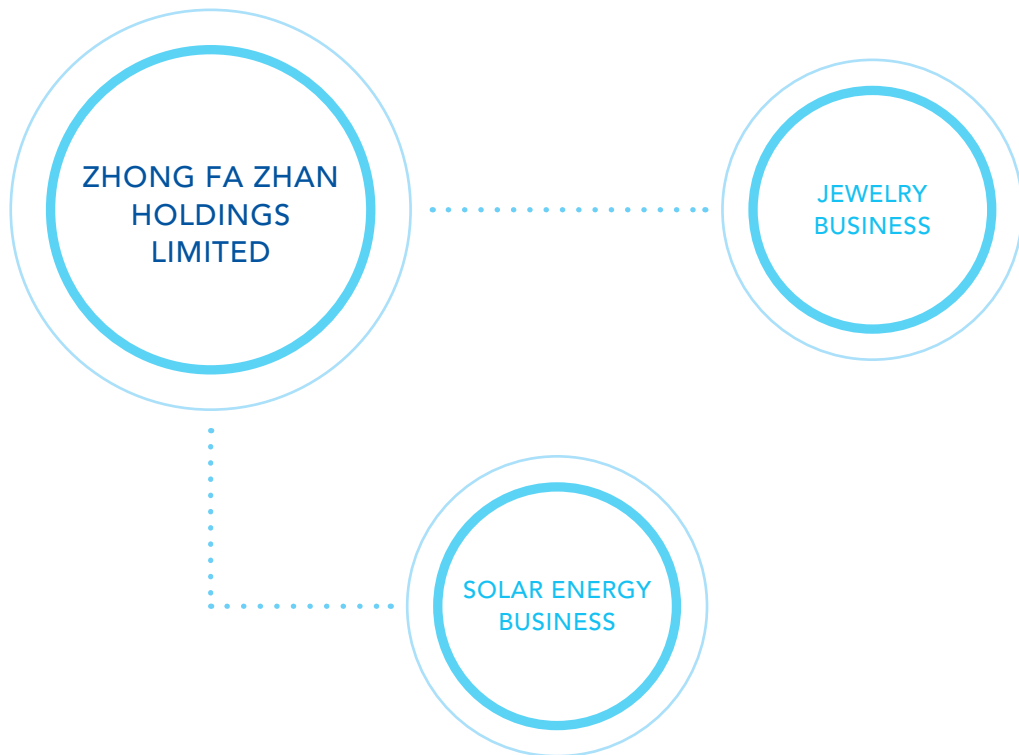 ZHONG FA ZHAN
HOLDINGS
LIMITED
JEWELRY
BUSINESS
SOLAR ENERGY
BUSINESS